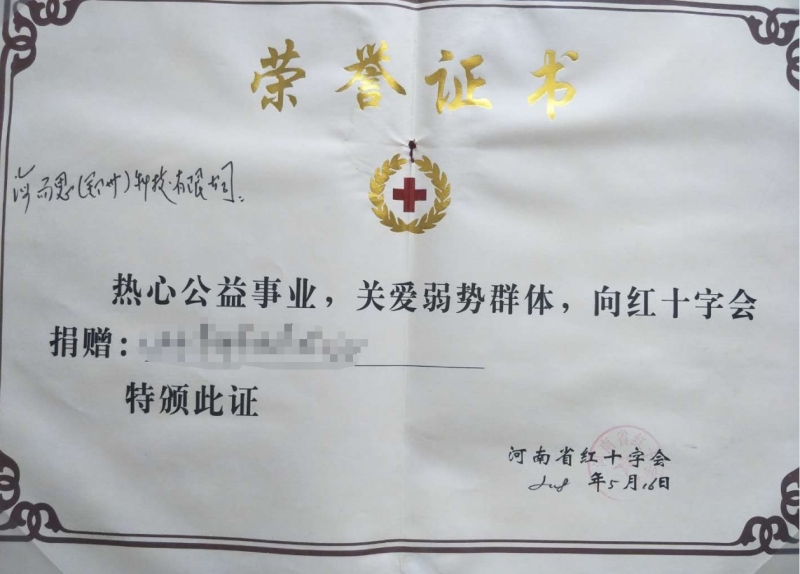 荣誉证书
而思(郑州)科技有限公司:
热心公益事业，关爱弱势群体，向红十字会
捐赠：
特颁此证
河南省红十字会
年5月16日